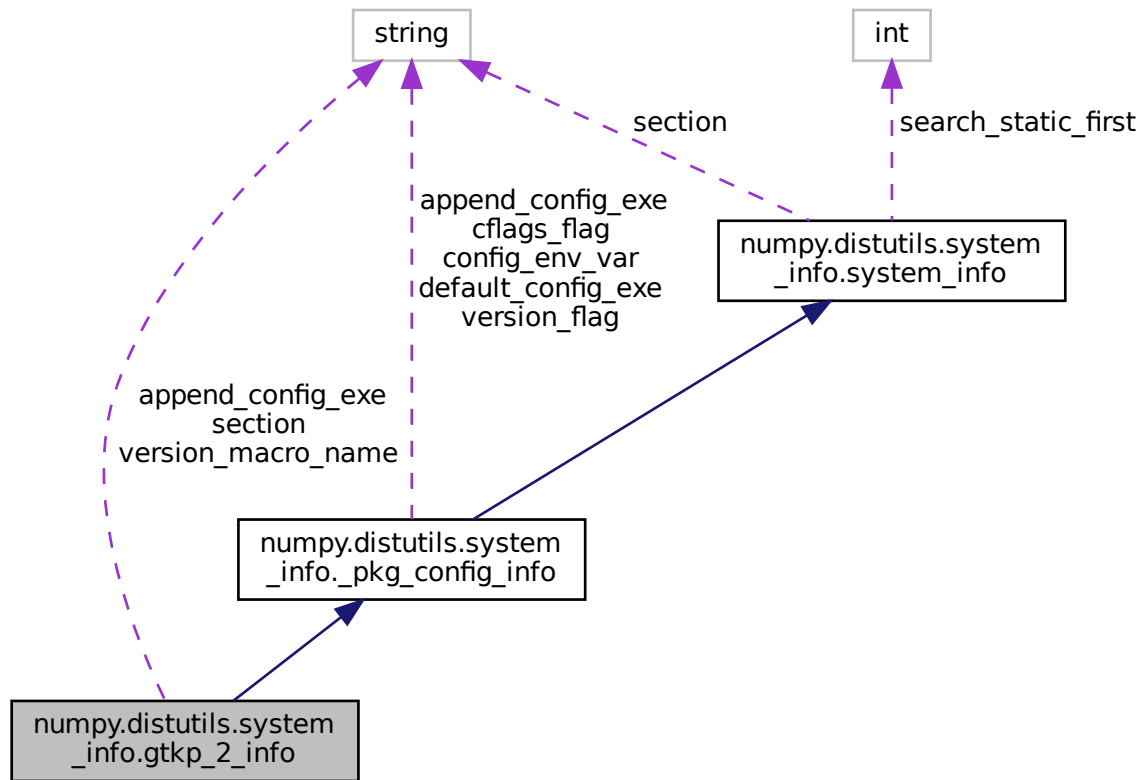 string
int
section
search_static_first
append_config_exe
cflags_flag
config_env_var
default_config_exe
version_flag
numpy.distutils.system
_info.system_info
append_config_exe
section
version_macro_name
numpy.distutils.system
_info._pkg_config_info
numpy.distutils.system
_info.gtkp_2_info